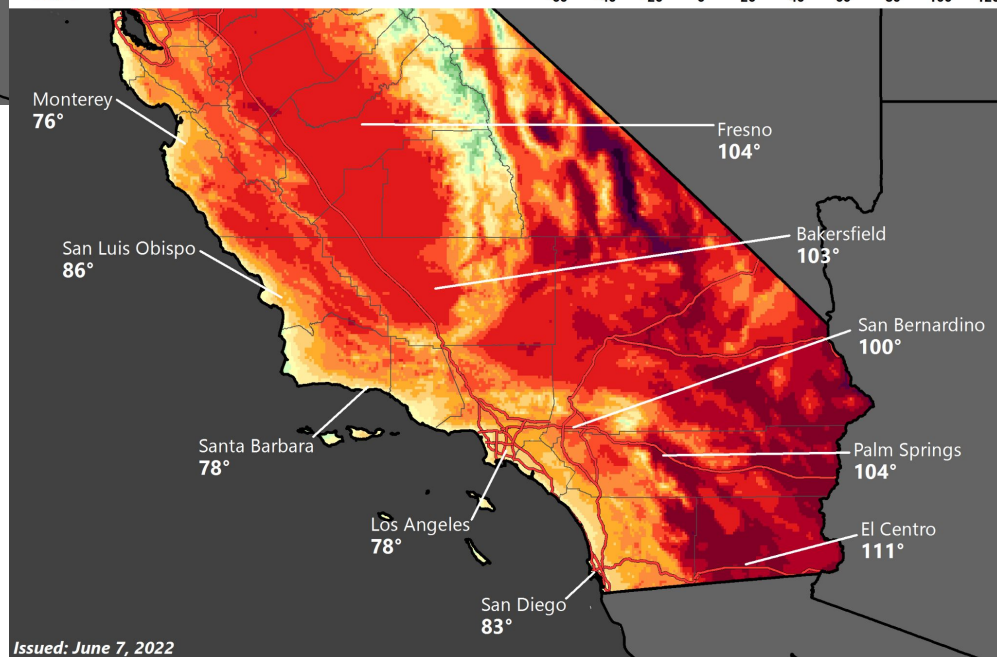 Monterey
76°
Fresno
104°
San Luis Obispo
86°
Bakersfield
103°
San Bernardino
100°
Santa Barbara
78°
Palm Springs
104°
Los Angeles
78°
El Centro
111°
San Diego
83°
Issued: June 7, 2022